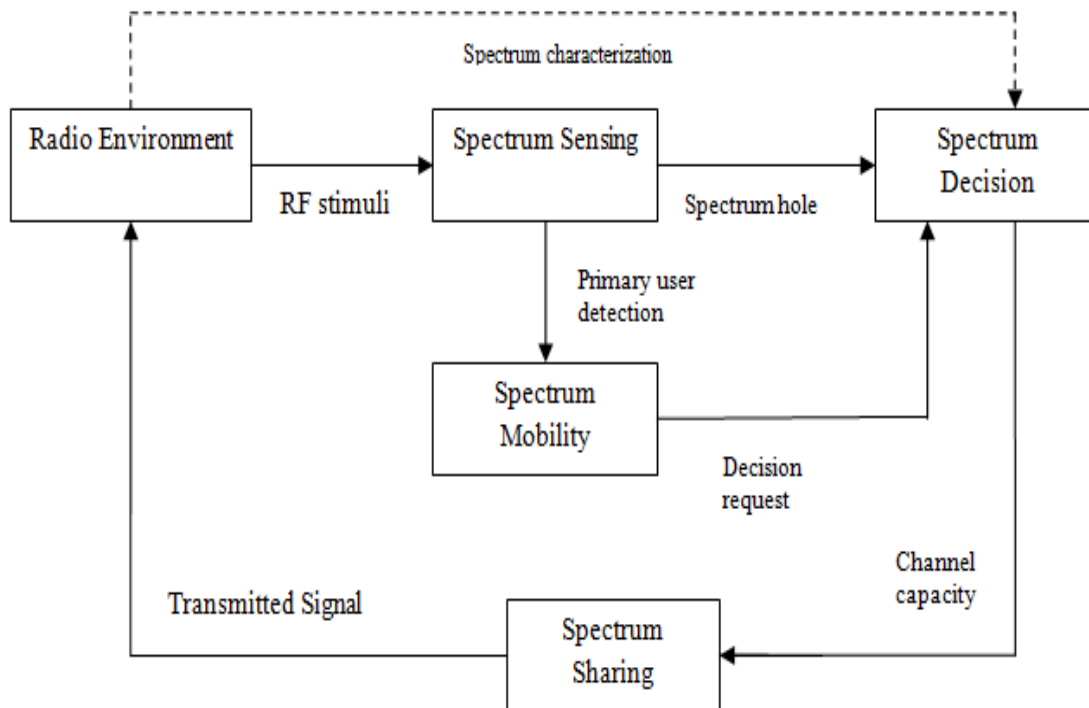 Spectrum characterization
Radio Environment
Spectrum Sensing
Spectrum
Decision
RF stimuli
Spectrum hole
Primary user
detection
Spectrum
Mobility
Decision
request
Channel
capacity
Transmitted Signal
Spectrum
Sharing